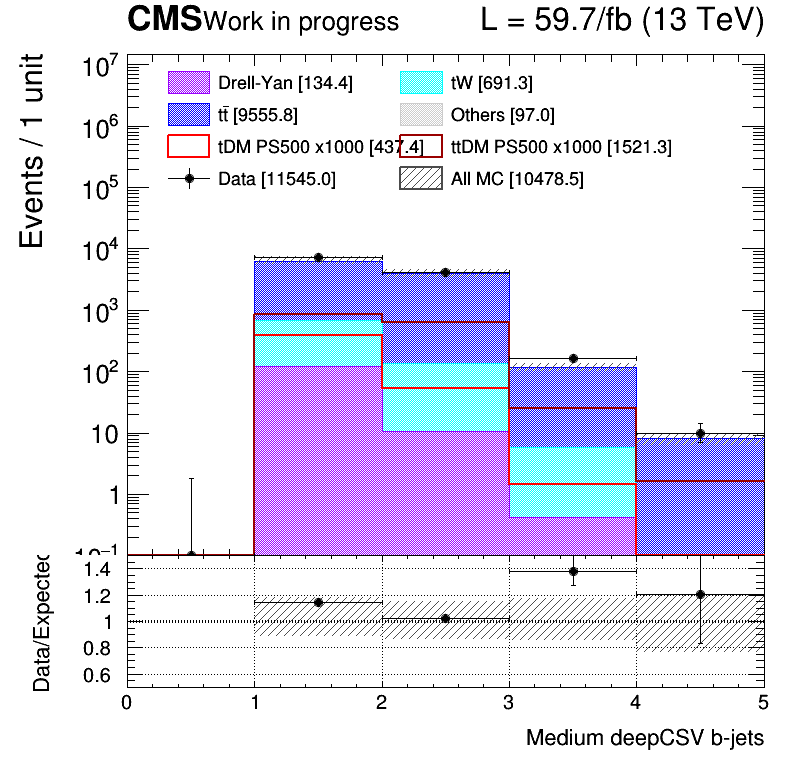 CMS Work in progress L = 59.7/fb (13 TeV)
Events / 1 unit
10⁷
10⁶
10⁵
10⁴
10³
10²
10
1
10⁻¹
Drell-Yan [134.4] tW [691.3]
tt̄ [9555.8] Others [97.0]
tDM PS500 x1000 [437.4] ttDM PS500 x1000 [1521.3]
Data [11545.0] All MC [10478.5]
Data/Expected
1.4
1.2
1
0.8
0.6
0 1 2 3 4 5
Medium deepCSV b-jets